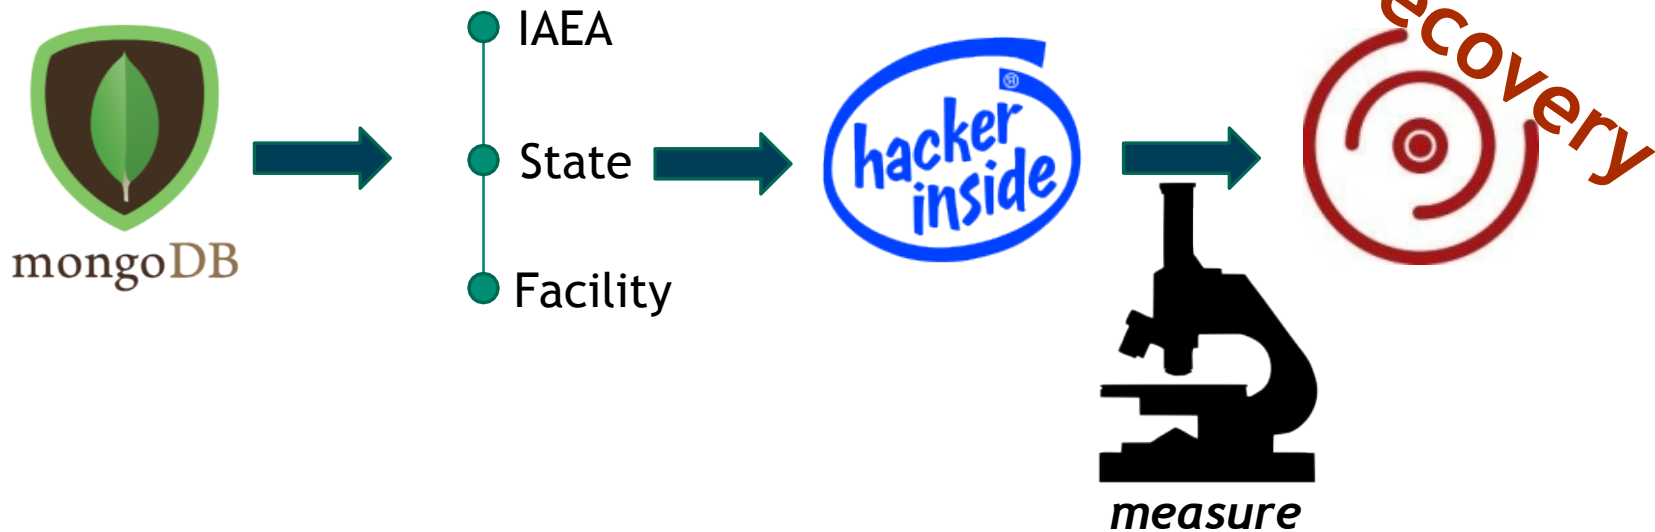 mongoDB
IAEA
State
Facility
®
hacker
inside
ecovery
measure